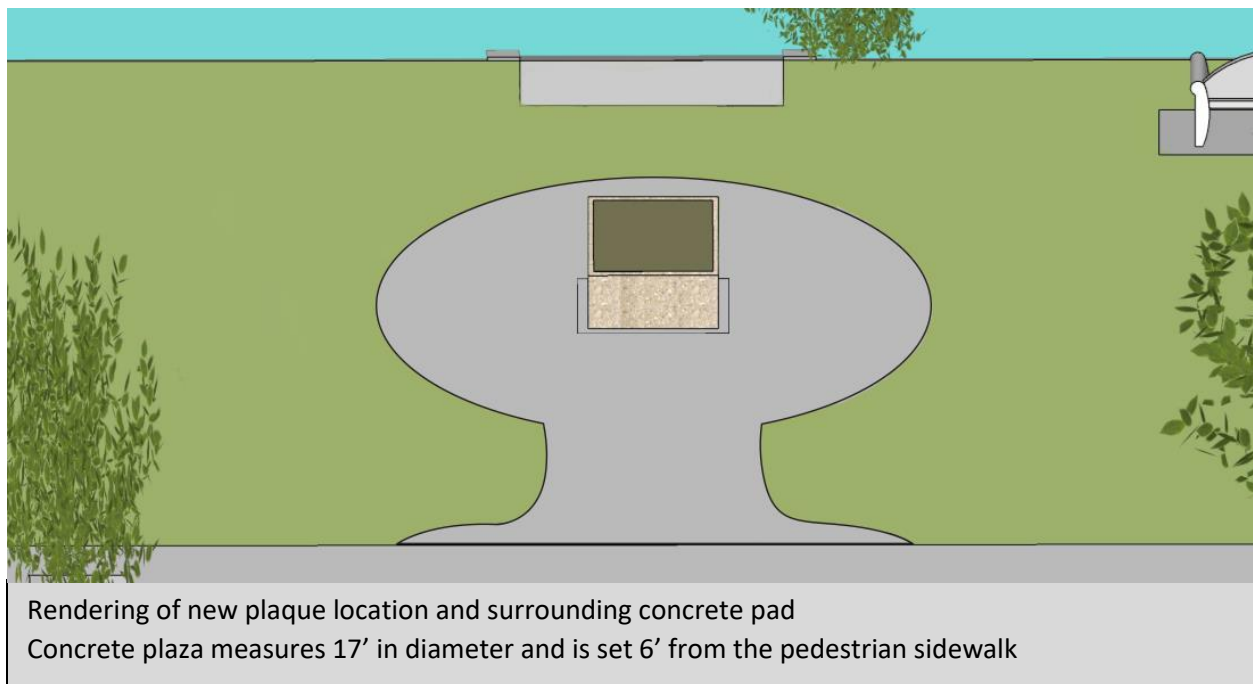 Rendering of new plaque location and surrounding concrete pad
Concrete plaza measures 17’ in diameter and is set 6’ from the pedestrian sidewalk